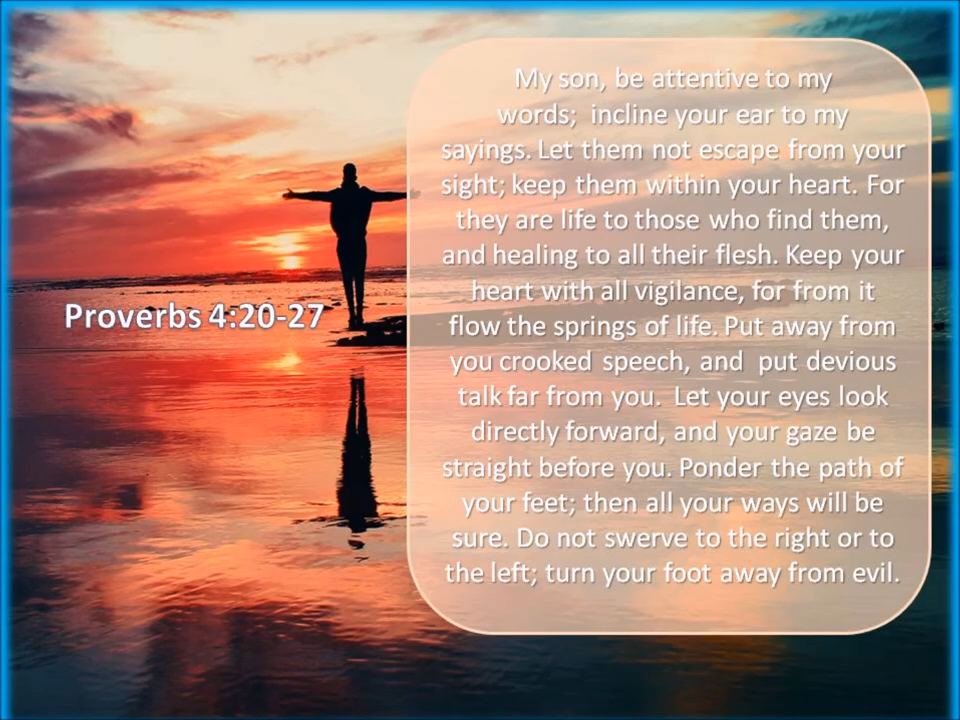 Proverbs 4:20-27
My son, be attentive to my
words;  incline your ear to my
sayings. Let them not escape from your
sight; keep them within your heart. For
they are life to those who find them,
and healing to all their flesh. Keep your
heart with all vigilance, for from it
flow the springs of life. Put away from
you crooked speech, and  put devious
talk far from you.  Let your eyes look
directly forward, and your gaze be
straight before you. Ponder the path of
your feet; then all your ways will be
sure. Do not swerve to the right or to
the left; turn your foot away from evil.